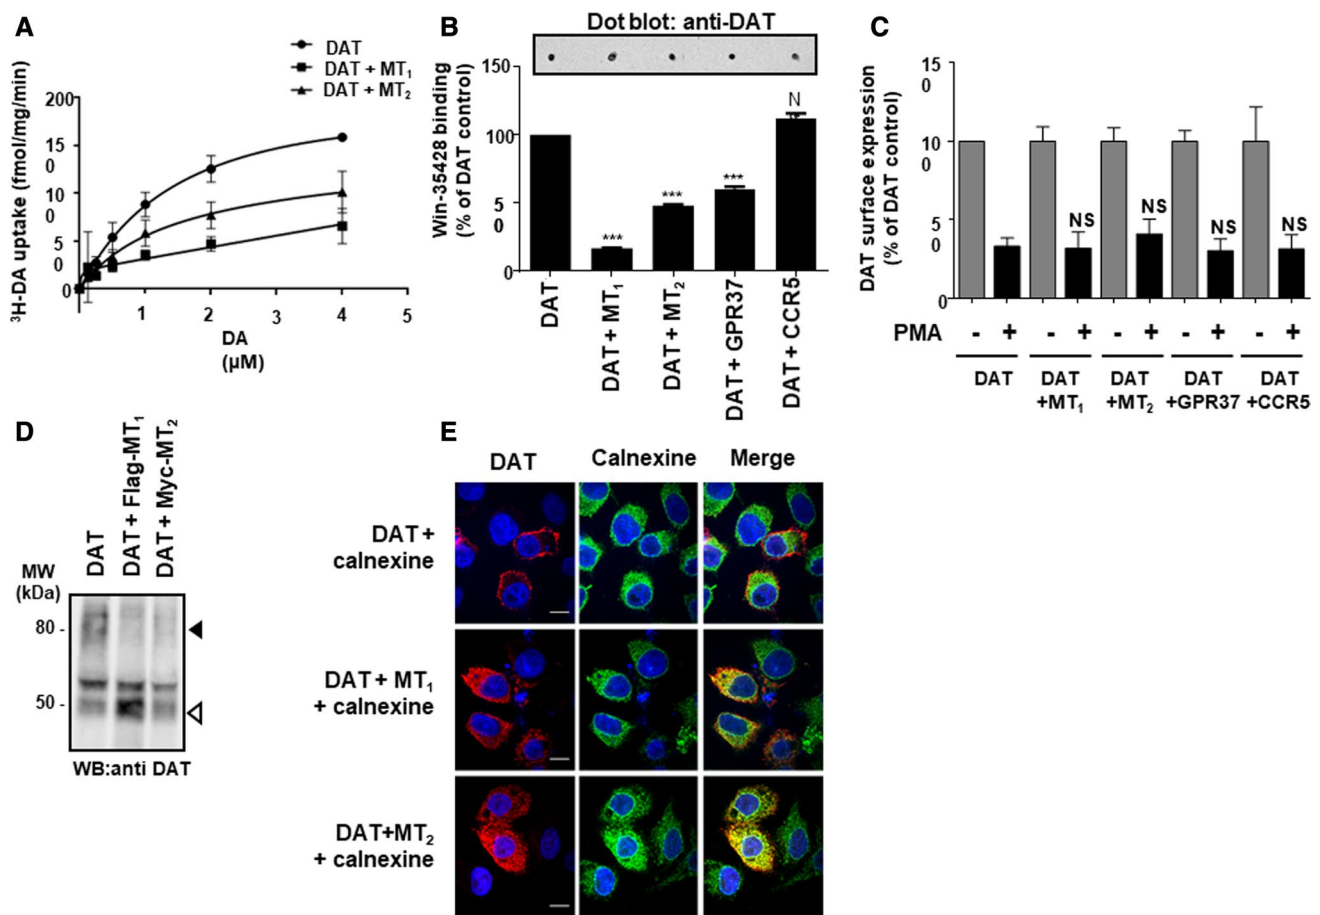 A
DAT
DAT + MT1
DAT + MT2
³H-DA uptake (fmol/mg/min)
200
15
0
10
0
5
0
0
1
2
3
4
5
DA
(µM)
B
Dot blot: anti-DAT
Win-35428 binding
(% of DAT control)
150
100
5
0
0
***
***
***
N
DAT
DAT + MT1
DAT + MT2
DAT + GPR37
DAT + CCR5
C
DAT surface expression
(% of DAT control)
15
0
10
0
5
0
0
NS
NS
NS
NS
PMA - + - + - + - + - +
DAT
DAT
+MT1
DAT
+MT2
DAT
+GPR37
DAT
+CCR5
D
DAT
DAT + Flag-MT1
DAT + Myc-MT2
MW
(kDa)
80 -
50 -
WB:anti DAT
E
DAT
Calnexine
Merge
DAT +
calnexine
DAT + MT1
+ calnexine
DAT+MT2
+ calnexine